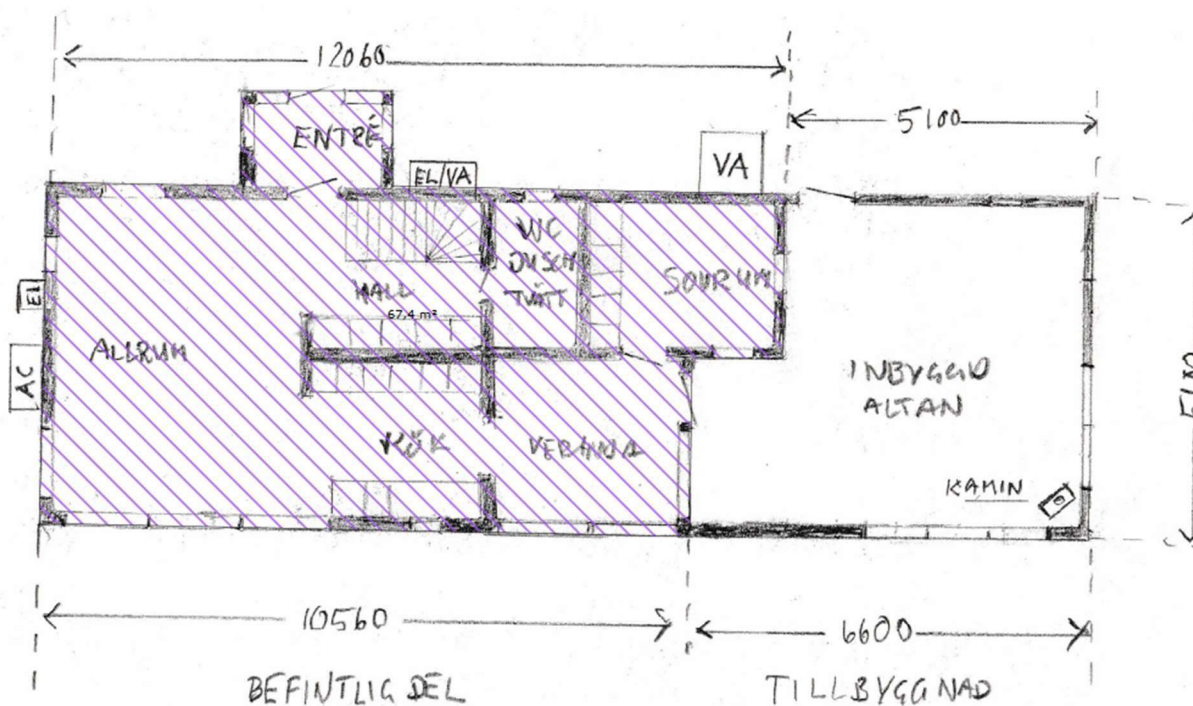 12060
5100
ENTRÉ
EL/VA
VA
WC
DUSCH
TVÄTT
SOVRUM
HALL
67,4 m²
EL
ALLRUM
AC
INBYGGD
ALTAN
KÖK
VERANDA
KAMIN
10560
6600
BEFINTLIG DEL
TILLBYGGNAD